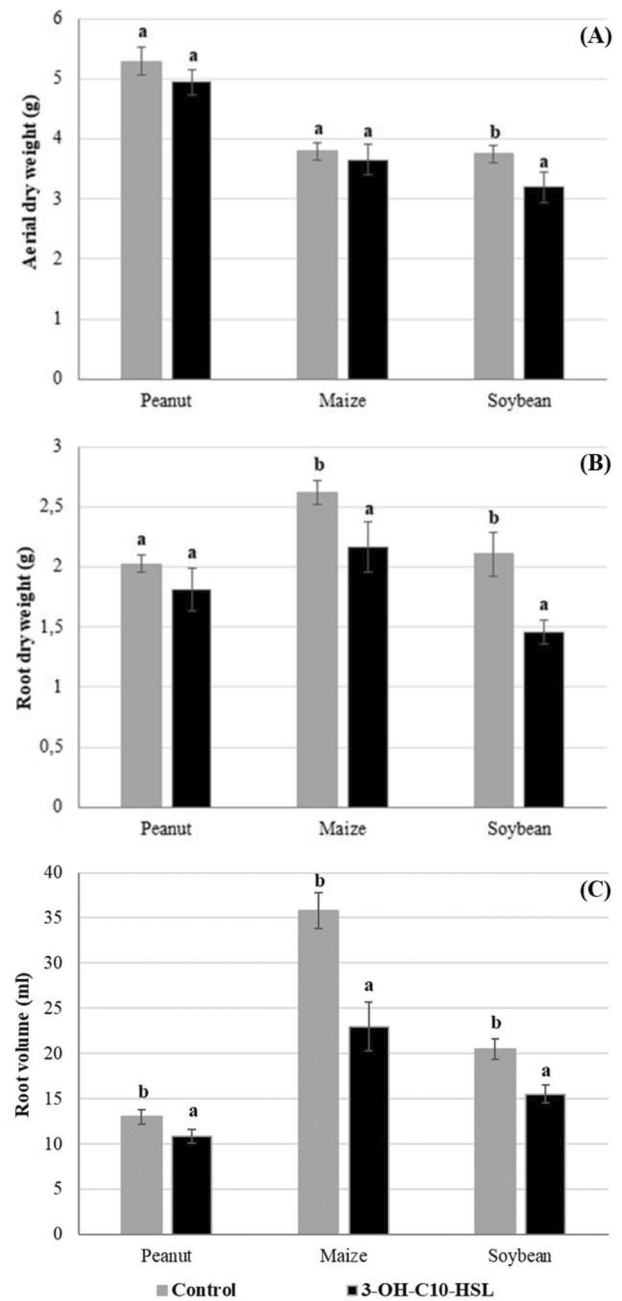 (A)
Aerial dry weight (g)
6
5
4
3
2
1
0
a
a
a
a
b
a
Peanut
Maize
Soybean
(B)
Root dry weight (g)
3
2,5
2
1,5
1
0,5
0
a
a
b
a
b
a
Peanut
Maize
Soybean
(C)
Root volume (ml)
40
35
30
25
20
15
10
5
0
b
a
b
a
b
a
Peanut
Maize
Soybean
Control
3-OH-C10-HSL